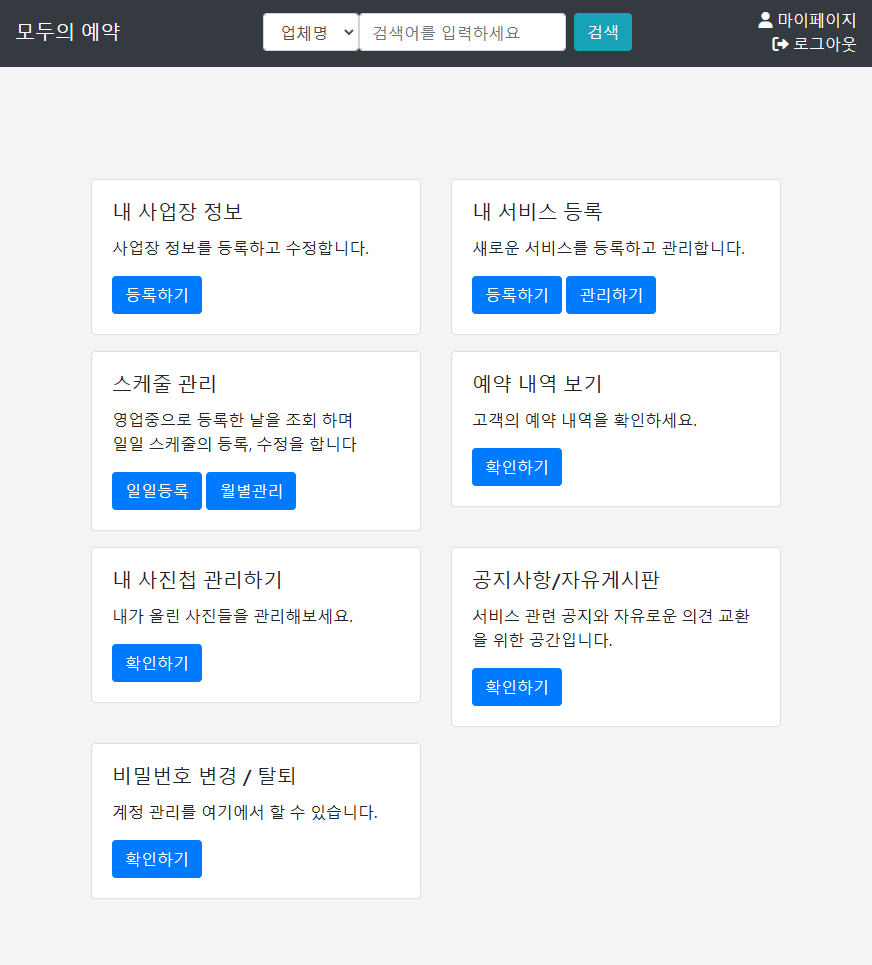 모두의 예약
업체명
검색어를 입력하세요
검색
마이페이지
로그아웃
내 사업장 정보
사업장 정보를 등록하고 수정합니다.
등록하기
내 서비스 등록
새로운 서비스를 등록하고 관리합니다.
등록하기 관리하기
스케줄 관리
영업중으로 등록한 날을 조회 하며
일일 스케줄의 등록, 수정을 합니다
일일등록 월별관리
예약 내역 보기
고객의 예약 내역을 확인하세요.
확인하기
내 사진첩 관리하기
내가 올린 사진들을 관리해보세요.
확인하기
공지사항/자유게시판
서비스 관련 공지와 자유로운 의견 교환
을 위한 공간입니다.
확인하기
비밀번호 변경 / 탈퇴
계정 관리를 여기에서 할 수 있습니다.
확인하기